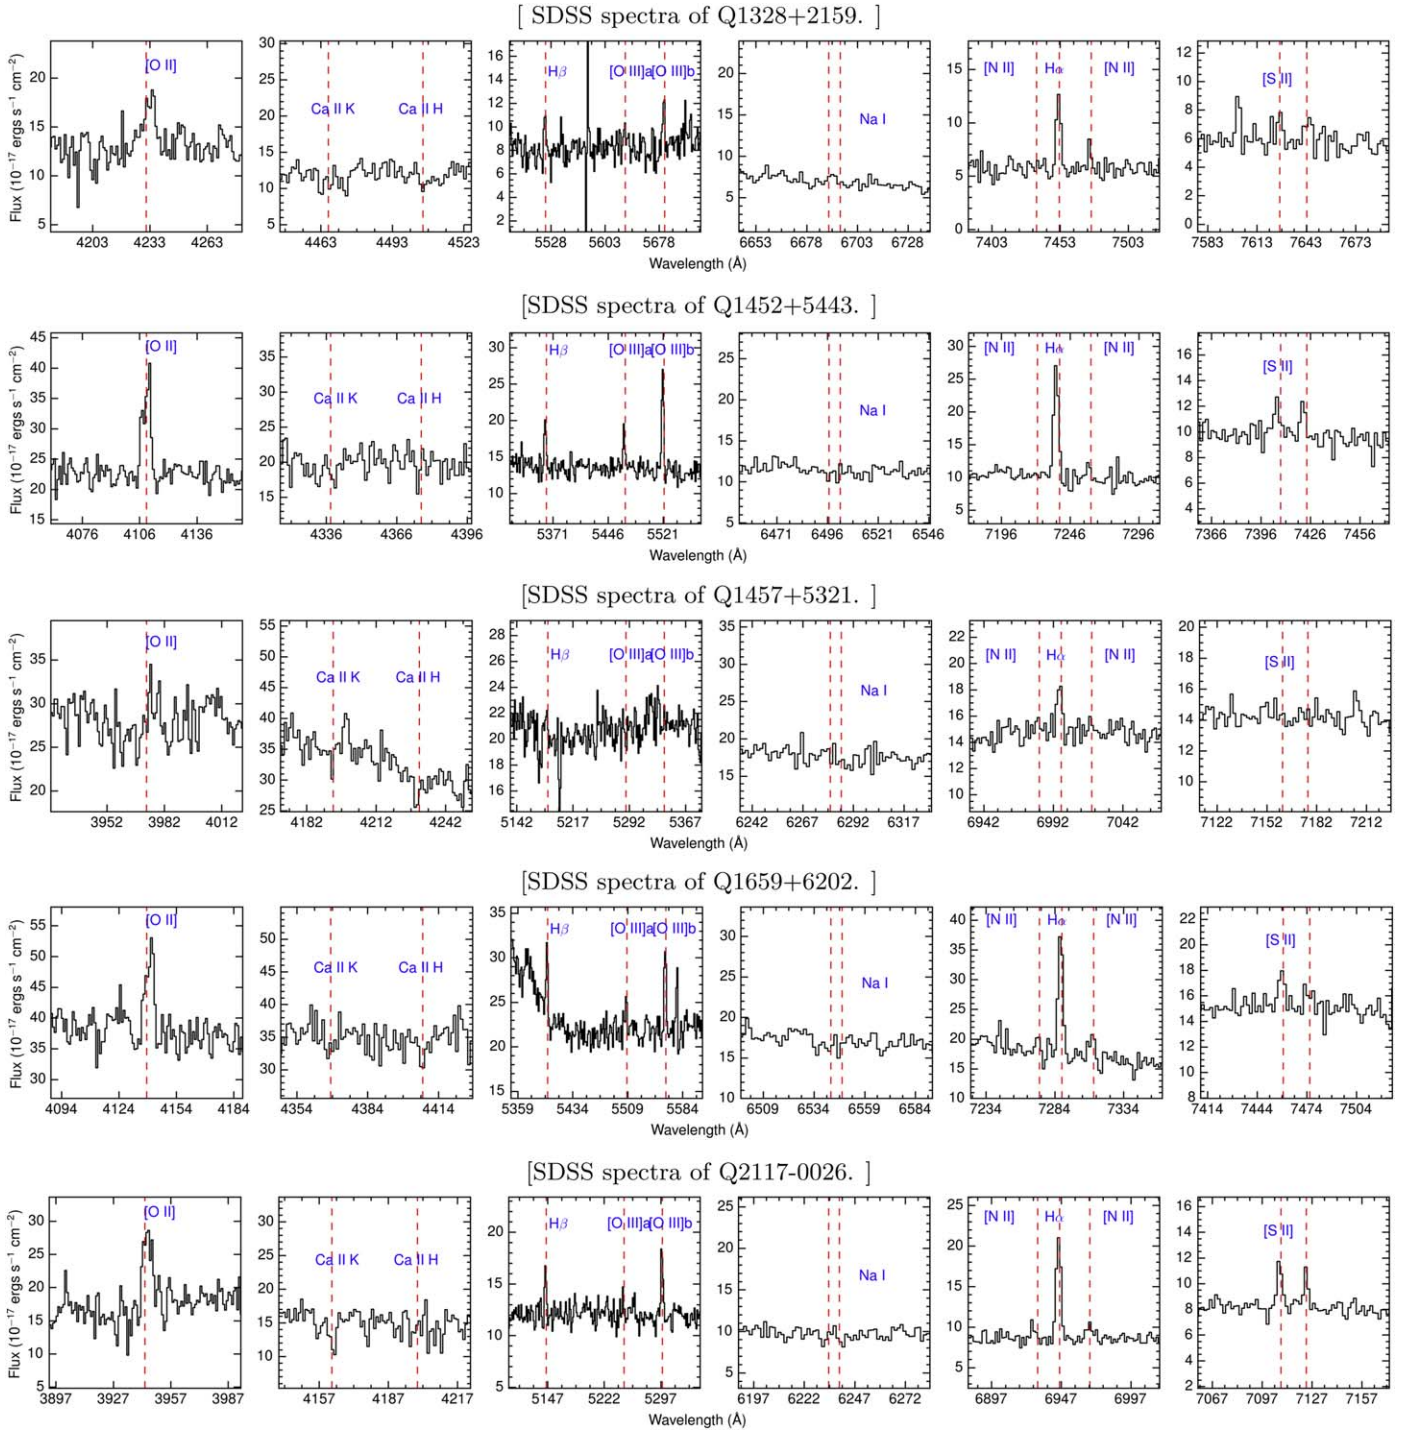 [ SDSS spectra of Q1328+2159. ]
Flux (10⁻¹⁷ ergs s⁻¹ cm⁻²)
20 15 10 5
[O II]
4203 4233 4263
30 25 20 15 10 5
Ca II K Ca II H
4463 4493 4523
16 14 12 10 8 6 4 2
Hβ [O III]a [O III]b
5528 5603 5678
20 15 10 5
Na I
6653 6678 6703 6728
15 10 5 0
[N II] Hα [N II]
7403 7453 7503
12 10 8 6 4 2 0
[S II]
7583 7613 7643 7673
Wavelength (Å)
[SDSS spectra of Q1452+5443. ]
Flux (10⁻¹⁷ ergs s⁻¹ cm⁻²)
45 40 35 30 25 20 15
[O II]
4076 4106 4136
35 30 25 20 15
Ca II K Ca II H
4336 4366 4396
30 25 20 15 10
Hβ [O III]a [O III]b
5371 5446 5521
25 20 15 10 5
Na I
6471 6496 6521 6546
30 25 20 15 10 5
[N II] Hα [N II]
7196 7246 7296
16 14 12 10 8 6 4
[S II]
7366 7396 7426 7456
Wavelength (Å)
[SDSS spectra of Q1457+5321. ]
Flux (10⁻¹⁷ ergs s⁻¹ cm⁻²)
35 30 25 20
[O II]
3952 3982 4012
55 50 45 40 35 30 25
Ca II K Ca II H
4182 4212 4242
28 26 24 22 20 18 16
Hβ [O III]a [O III]b
5142 5217 5292 5367
35 30 25 20 15
Na I
6242 6267 6292 6317
22 20 18 16 14 12 10
[N II] Hα [N II]
6942 6992 7042
20 18 16 14 12 10
[S II]
7122 7152 7182 7212
Wavelength (Å)
[SDSS spectra of Q1659+6202. ]
Flux (10⁻¹⁷ ergs s⁻¹ cm⁻²)
55 50 45 40 35 30
[O II]
4094 4124 4154 4184
50 45 40 35 30
Ca II K Ca II H
4354 4384 4414
35 30 25 20 15
Hβ [O III]a [O III]b
5359 5434 5509 5584
30 25 20 15 10
Na I
6509 6534 6559 6584
40 35 30 25 20 15 10
[N II] Hα [N II]
7234 7284 7334
22 20 18 16 14 12 10 8
[S II]
7414 7444 7474 7504
Wavelength (Å)
[SDSS spectra of Q2117-0026. ]
Flux (10⁻¹⁷ ergs s⁻¹ cm⁻²)
30 25 20 15 10 5
[O II]
3897 3927 3957 3987
30 25 20 15 10
Ca II K Ca II H
4157 4187 4217
20 15 10 5
Hβ [O III]a [O III]b
5147 5222 5297
20 15 10 5
Na I
6197 6222 6247 6272
25 20 15 10 5
[N II] Hα [N II]
6897 6947 6997
16 14 12 10 8 6 4 2
[S II]
7067 7097 7127 7157
Wavelength (Å)